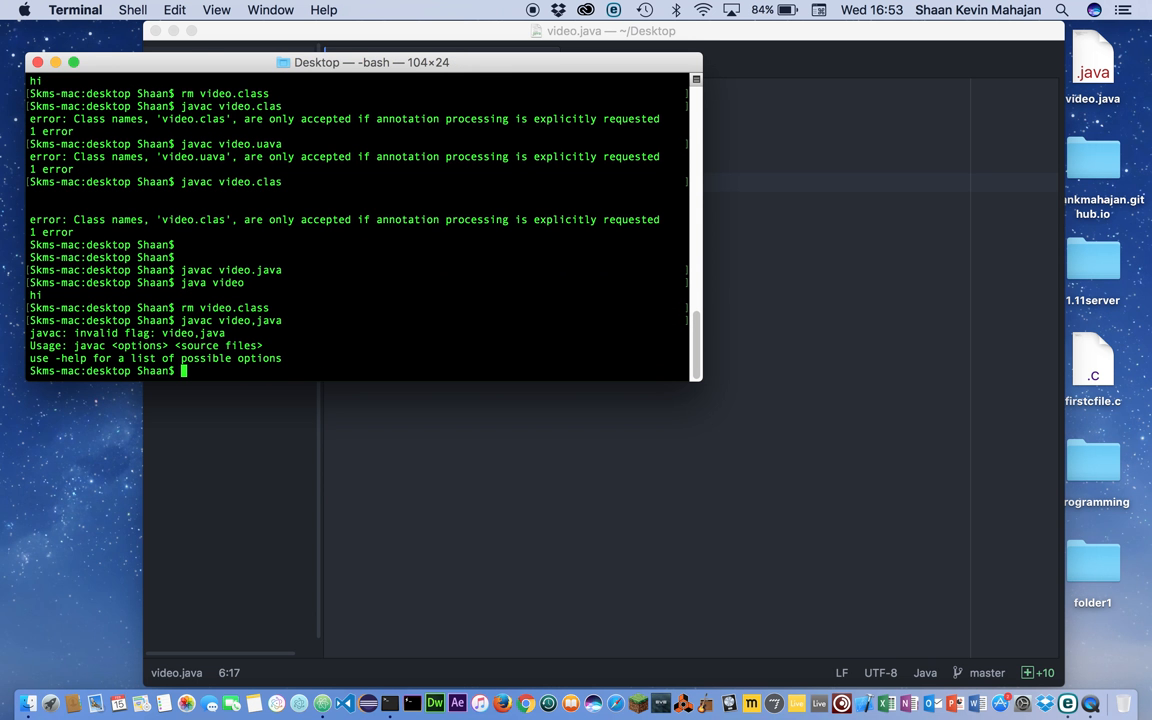 Terminal Shell Edit View Window Help 84% Wed 16:53 Shaan Kevin Mahajan
video.java — ~/Desktop
Desktop — -bash — 104×24
hi
[Skms-mac:desktop Shaan$ rm video.class ]
[Skms-mac:desktop Shaan$ javac video.clas ]
error: Class names, 'video.clas', are only accepted if annotation processing is explicitly requested
1 error
[Skms-mac:desktop Shaan$ javac video.uava ]
error: Class names, 'video.uava', are only accepted if annotation processing is explicitly requested
1 error
[Skms-mac:desktop Shaan$ javac video.clas ]
error: Class names, 'video.clas', are only accepted if annotation processing is explicitly requested
1 error
Skms-mac:desktop Shaan$
Skms-mac:desktop Shaan$
[Skms-mac:desktop Shaan$ javac video.java ]
[Skms-mac:desktop Shaan$ java video ]
hi
[Skms-mac:desktop Shaan$ rm video.class ]
[Skms-mac:desktop Shaan$ javac video,java ]
javac: invalid flag: video,java
Usage: javac <options> <source files>
use -help for a list of possible options
Skms-mac:desktop Shaan$
.java
video.java
ankmahajan.git
hub.io
1.11server
.c
firstcfile.c
rogramming
folder1
video.java 6:17 LF UTF-8 Java master +10
15 Dw Ae m 7 Live Live